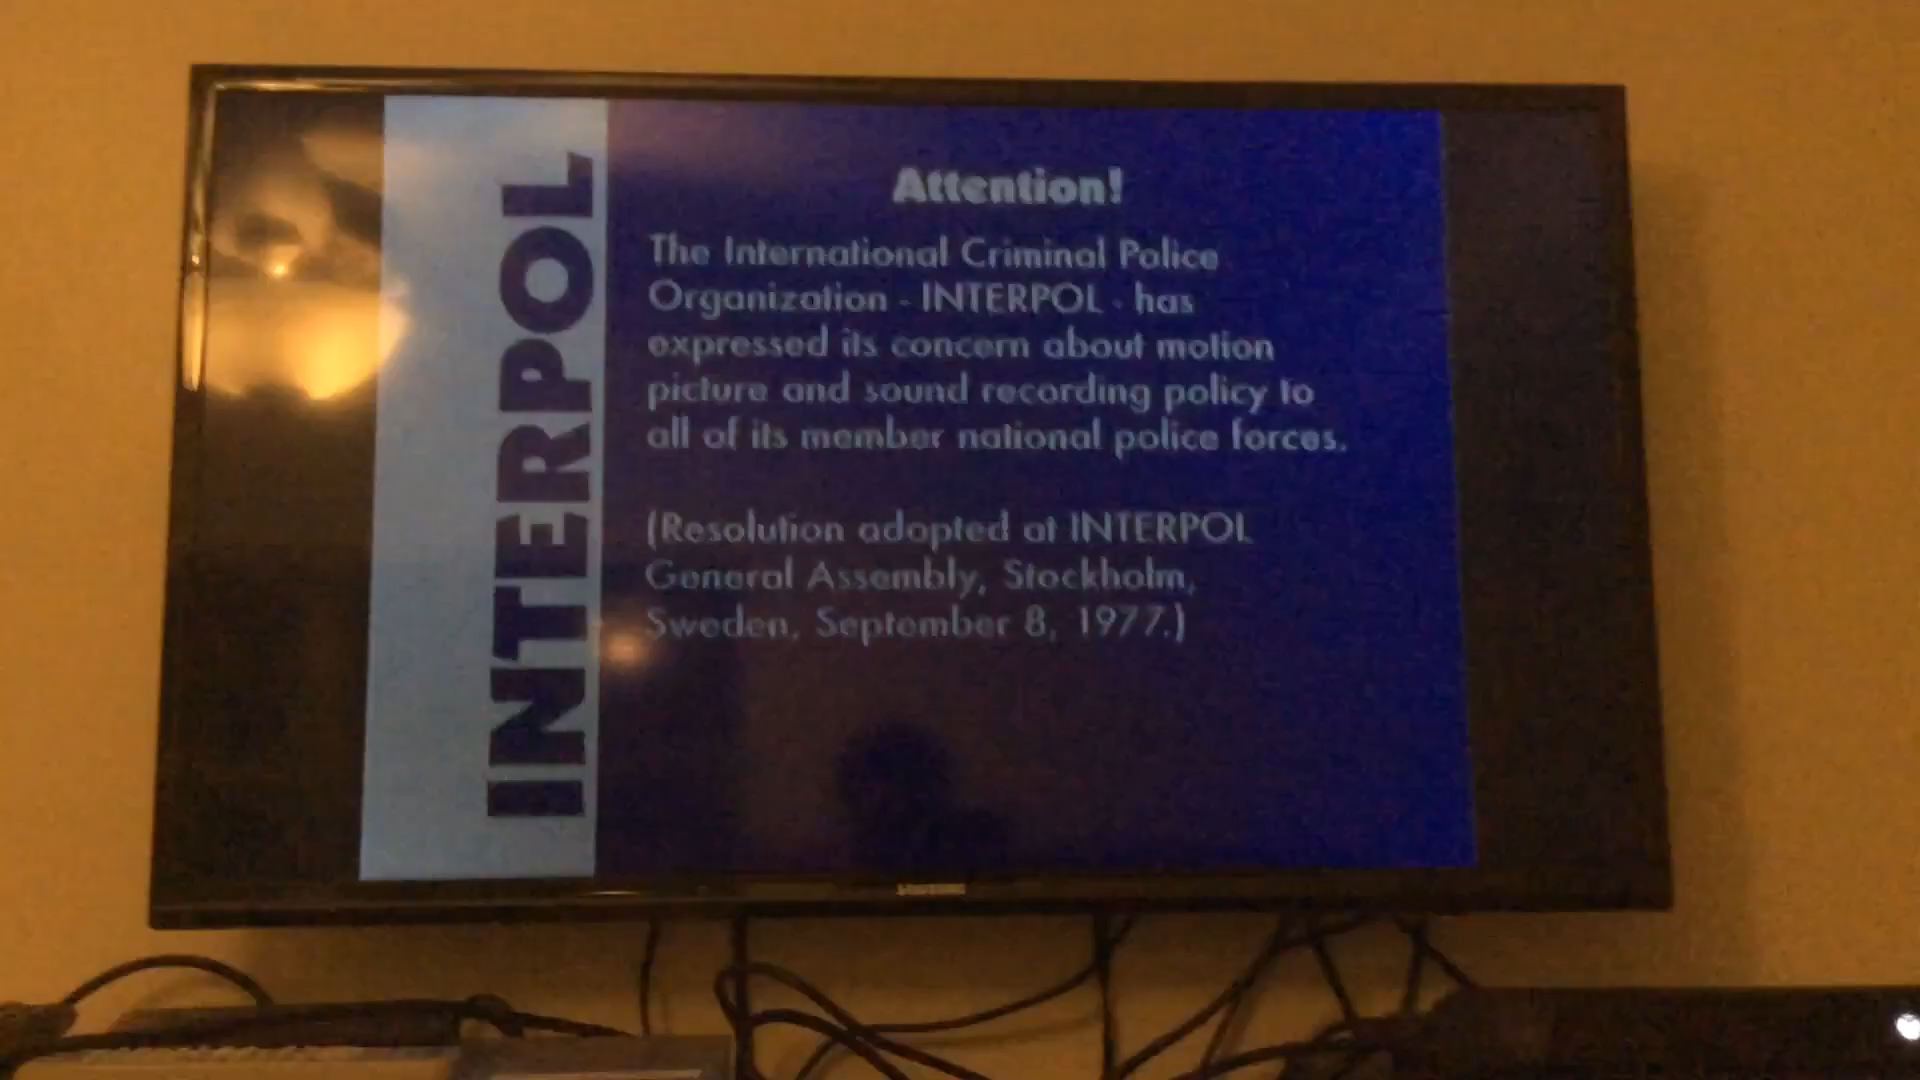 INTERPOL
Attention!
The International Criminal Police
Organization - INTERPOL - has
expressed its concern about motion
picture and sound recording policy to
all of its member national police forces.
(Resolution adopted at INTERPOL
General Assembly, Stockholm,
Sweden, September 8, 1977.)
SAMSUNG